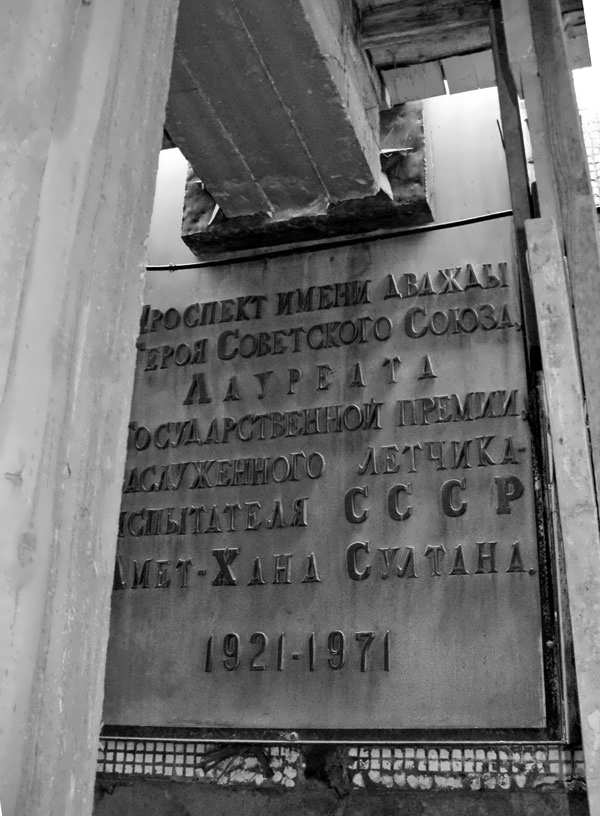 Проспект имени дважды
Героя Советского Союза,
Лауреата
Государственной премии,
заслуженного летчика-
испытателя СССР
Амет-Хана Султана.
1921-1971